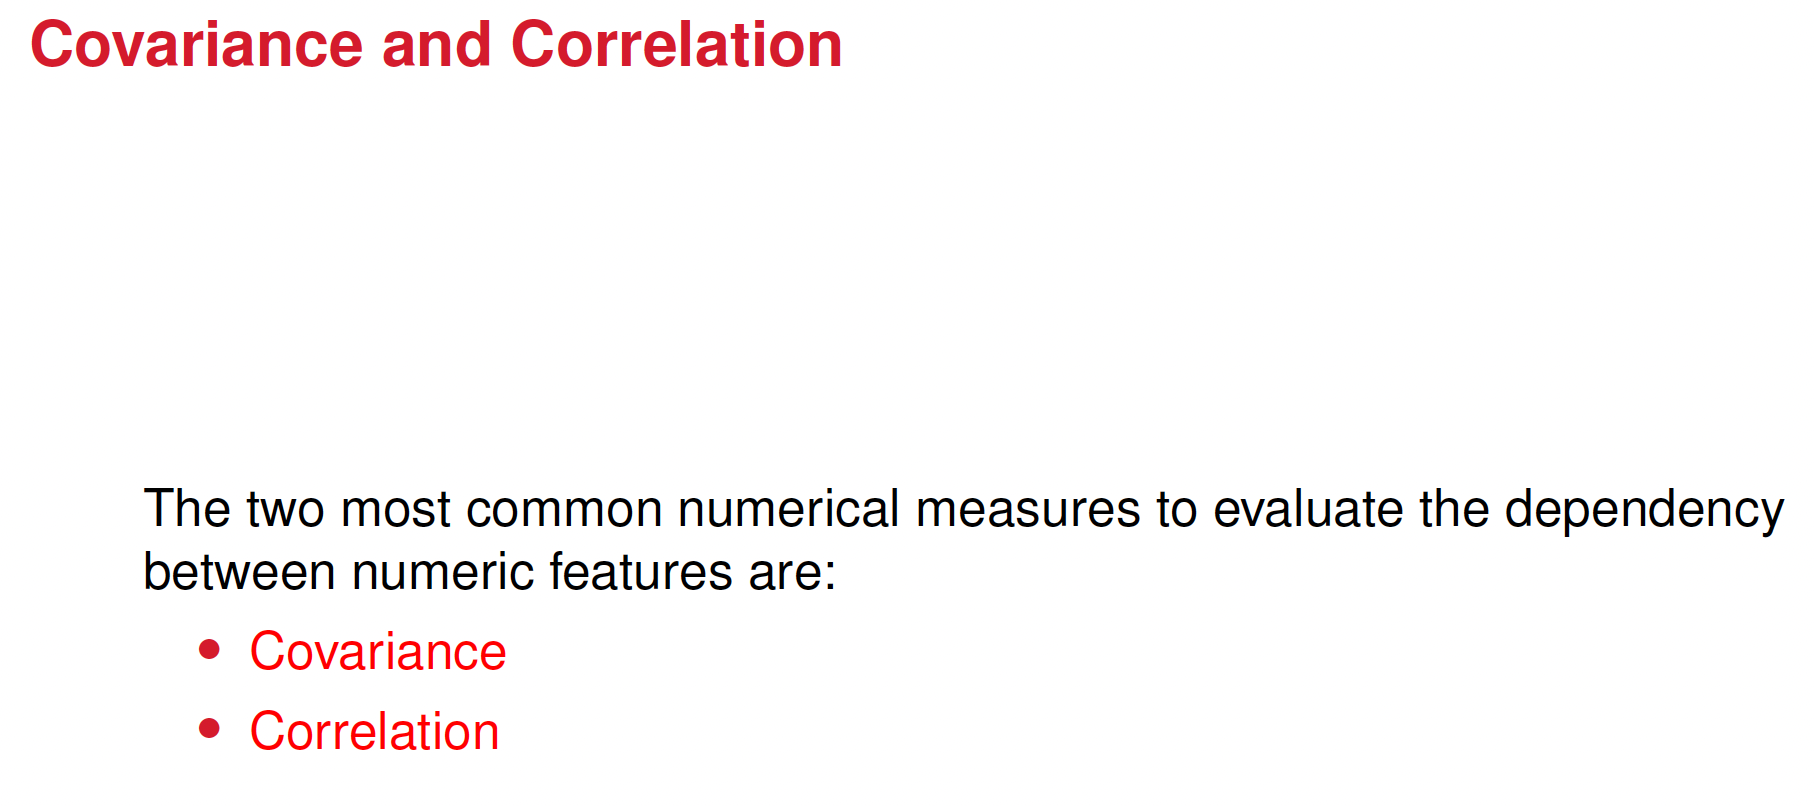 Covariance and Correlation
The two most common numerical measures to evaluate the dependency
between numeric features are:
• Covariance
• Correlation